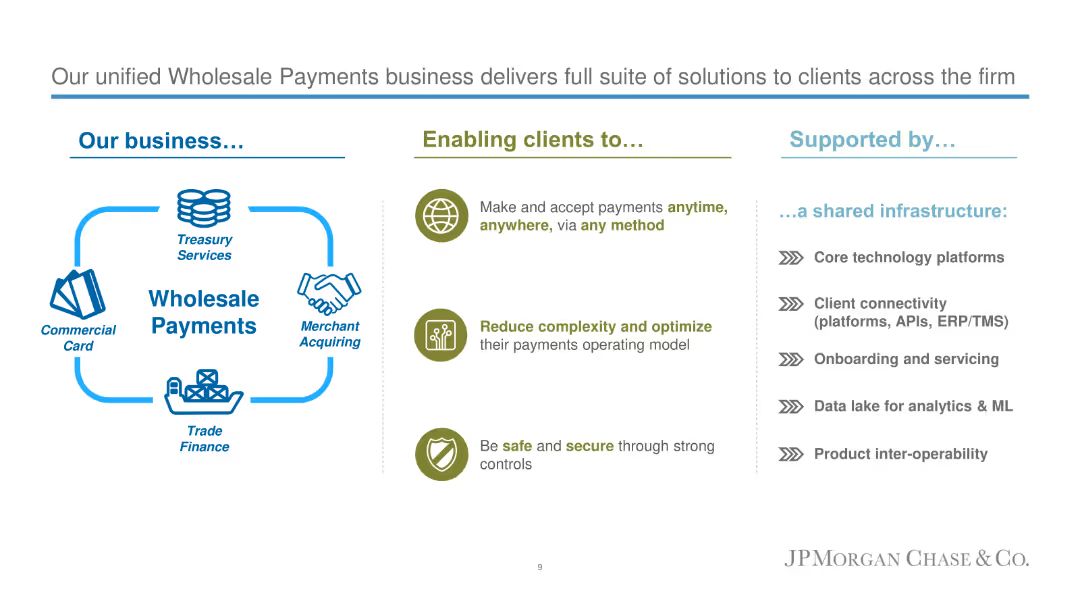 Our unified Wholesale Payments business delivers full suite of solutions to clients across the firm
Our business…
Treasury
Services
Commercial
Card
Wholesale
Payments
Merchant
Acquiring
Trade
Finance
Enabling clients to…
Make and accept payments anytime,
anywhere, via any method
Reduce complexity and optimize
their payments operating model
Be safe and secure through strong
controls
Supported by…
…a shared infrastructure:
Core technology platforms
Client connectivity
(platforms, APIs, ERP/TMS)
Onboarding and servicing
Data lake for analytics & ML
Product inter-operability
9
JPMORGAN CHASE & CO.